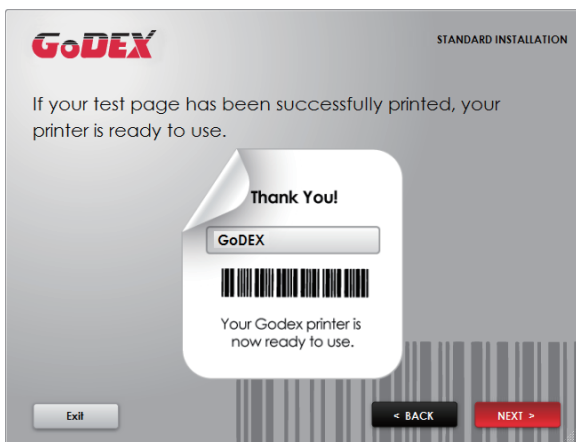 GoDEX
STANDARD INSTALLATION
If your test page has been successfully printed, your
printer is ready to use.
Thank You!
GoDEX
Your Godex printer is
now ready to use.
Exit
< BACK
NEXT >